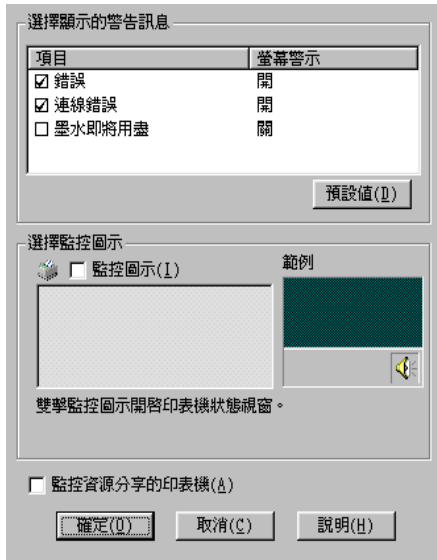 選擇顯示的警告訊息
項目 螢幕警示
錯誤 開
連線錯誤 開
墨水即將用盡 關
預設值(D)
選擇監控圖示
監控圖示(I) 範例
雙擊監控圖示開啓印表機狀態視窗。
監控資源分享的印表機(A)
確定(O) 取消(C) 說明(H)